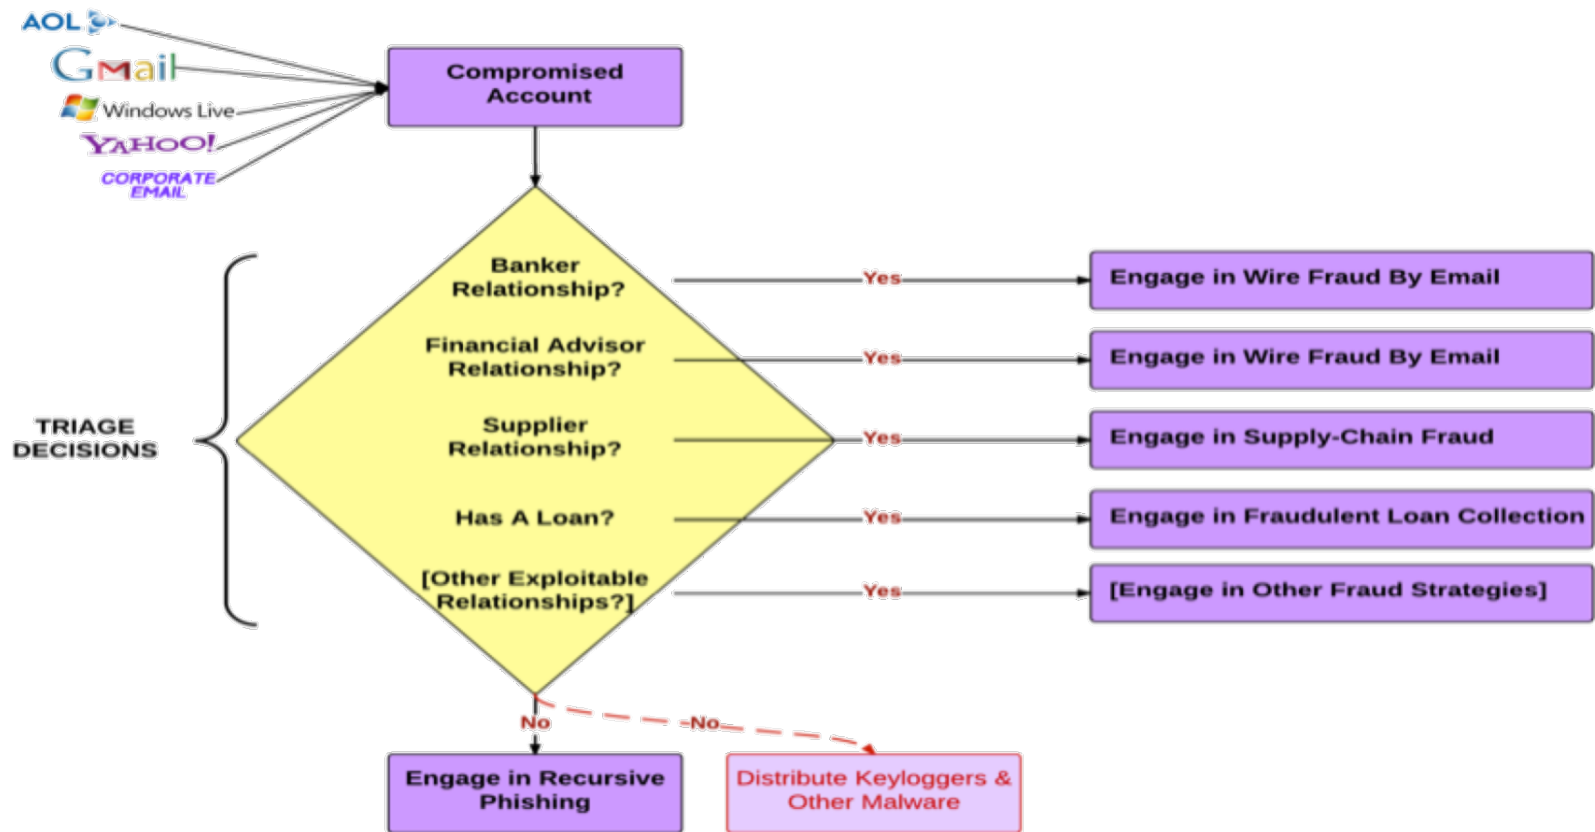 AOL
Gmail
Windows Live
YAHOO!
CORPORATE
EMAIL
Compromised
Account
Banker
Relationship?
Yes
Engage in Wire Fraud By Email
Financial Advisor
Relationship?
Yes
Engage in Wire Fraud By Email
TRIAGE
DECISIONS
Supplier
Relationship?
Yes
Engage in Supply-Chain Fraud
Has A Loan?
Yes
Engage in Fraudulent Loan Collection
[Other Exploitable
Relationships?]
Yes
[Engage in Other Fraud Strategies]
No
No
Engage in Recursive
Phishing
Distribute Keyloggers &
Other Malware